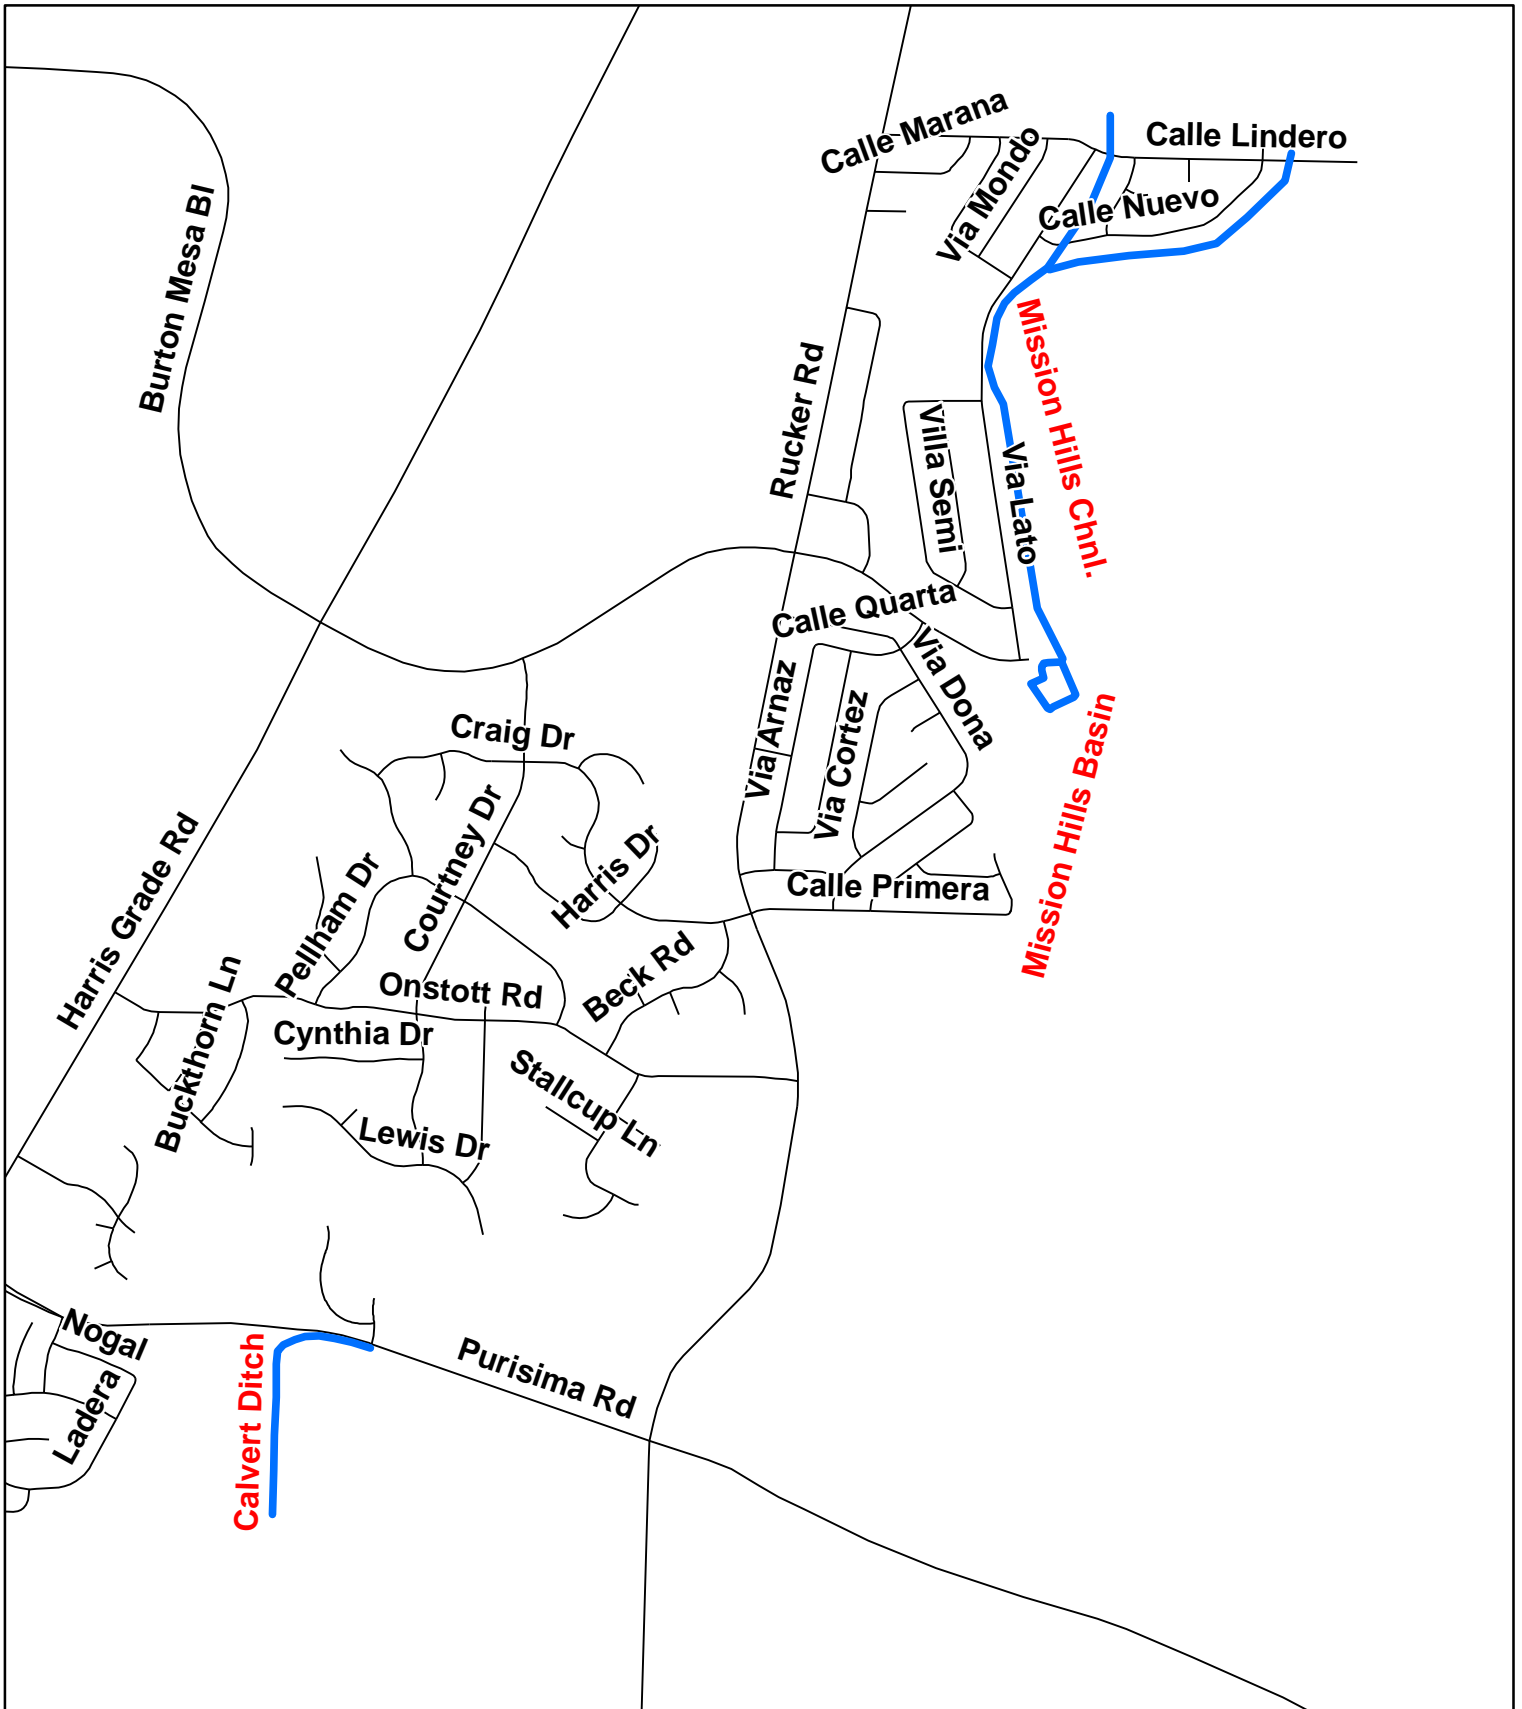 Calle Marana
Calle Lindero
Via Mondo
Calle Nuevo
Burton Mesa Bl
Mission Hills Chnl.
Rucker Rd
Villa Semi
Via Lato
Calle Quarta
Via Dona
Via Arnaz
Via Cortez
Mission Hills Basin
Craig Dr
Courtney Dr
Harris Dr
Harris Grade Rd
Pellham Dr
Calle Primera
Beck Rd
Buckthorn Ln
Onstott Rd
Cynthia Dr
Stallcup Ln
Lewis Dr
Nogal
Purisima Rd
Calvert Ditch
Ladera